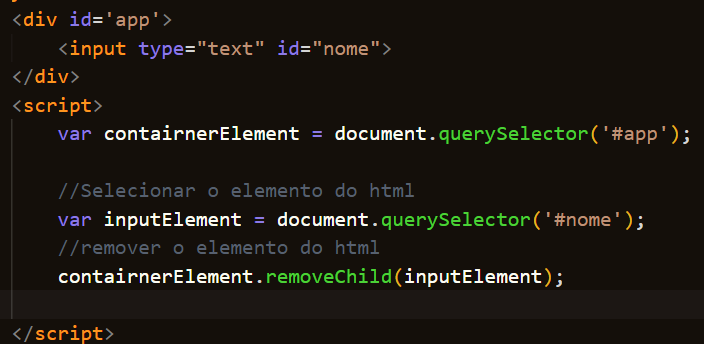 <div id='app'>
<input type="text" id="nome">
</div>
<script>
var contairnerElement = document.querySelector('#app');
//Selecionar o elemento do html
var inputElement = document.querySelector('#nome');
//remover o elemento do html
contairnerElement.removeChild(inputElement);
</script>